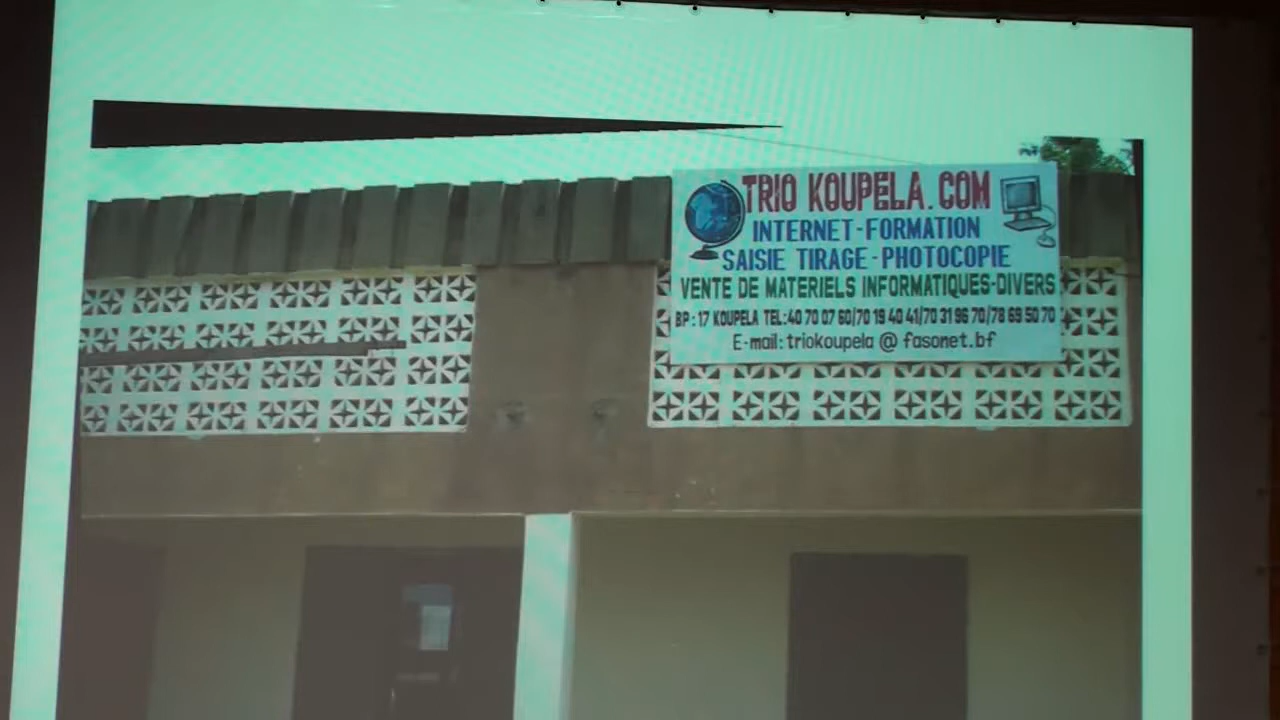 TRIO KOUPELA.COM
INTERNET-FORMATION
SAISIE TIRAGE-PHOTOCOPIE
VENTE DE MATERIELS INFORMATIQUES-DIVERS
BP: 17 KOUPELA TEL: 40 70 07 60/70 19 40 41/70 31 96 70/78 69 50 70
E-mail: triokoupela @ fasonet.bf